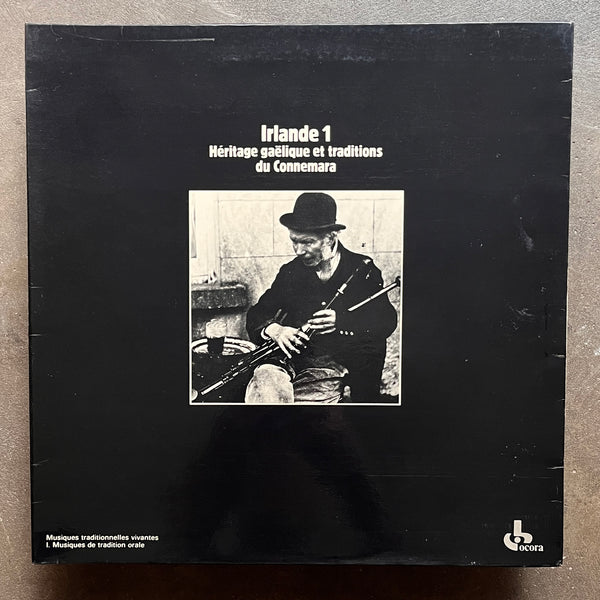 Irlande 1
Héritage gaëlique et traditions
du Connemara
Musiques traditionnelles vivantes
I. Musiques de tradition orale
ocora